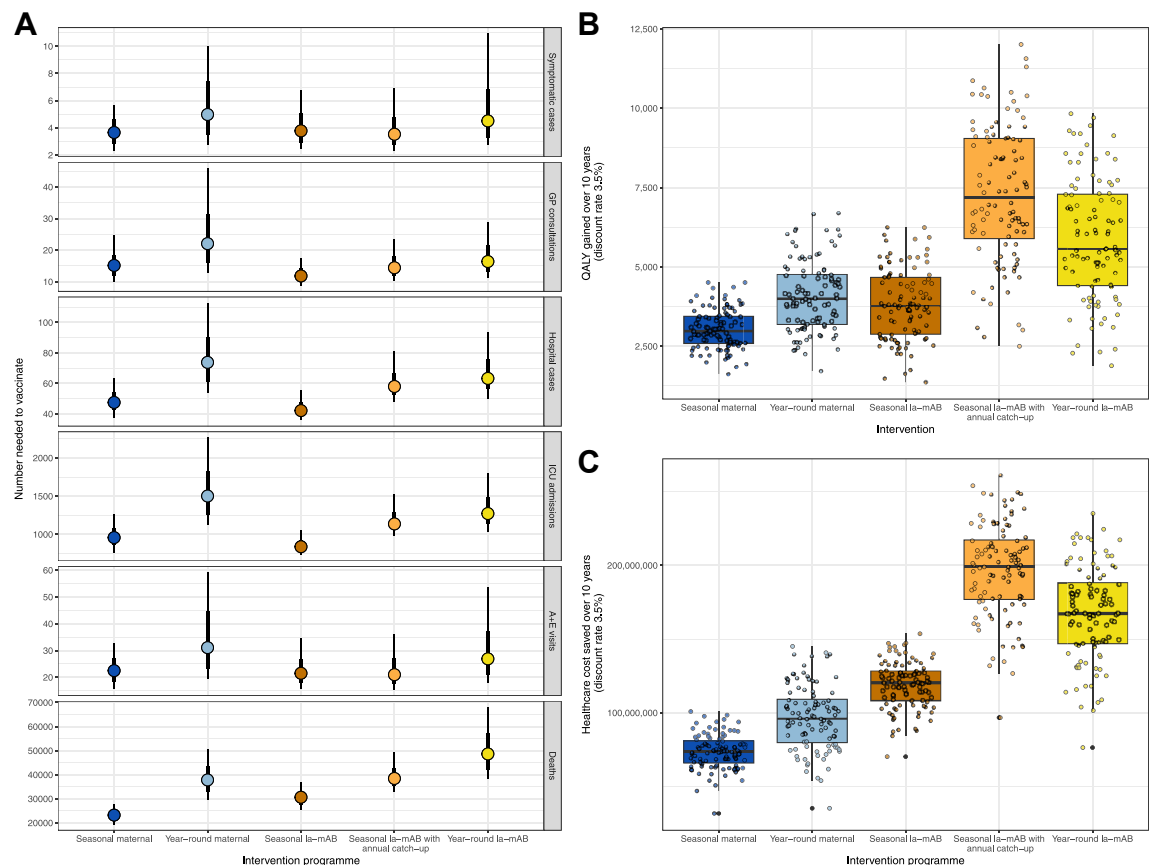 A
Number needed to vaccinate
10
8
6
4
2
Symptomatic cases
40
30
20
10
GP consultations
100
80
60
40
Hospital cases
2000
1500
1000
ICU admissions
60
50
40
30
20
A+E visits
70000
60000
50000
40000
30000
20000
Deaths
Seasonal maternal
Year−round maternal
Seasonal la−mAB
Seasonal la−mAB with
annual catch−up
Year−round la−mAB
Intervention programme
B
QALY gained over 10 years
(discount rate 3.5%)
12,500
10,000
7,500
5,000
2,500
Seasonal maternal
Year−round maternal
Seasonal la−mAB
Seasonal la−mAB with
annual catch−up
Year−round la−mAB
Intervention
C
Healthcare cost saved over 10 years
(discount rate 3.5%)
200,000,000
100,000,000
Seasonal maternal
Year−round maternal
Seasonal la−mAB
Seasonal la−mAB with
annual catch−up
Year−round la−mAB
Intervention programme